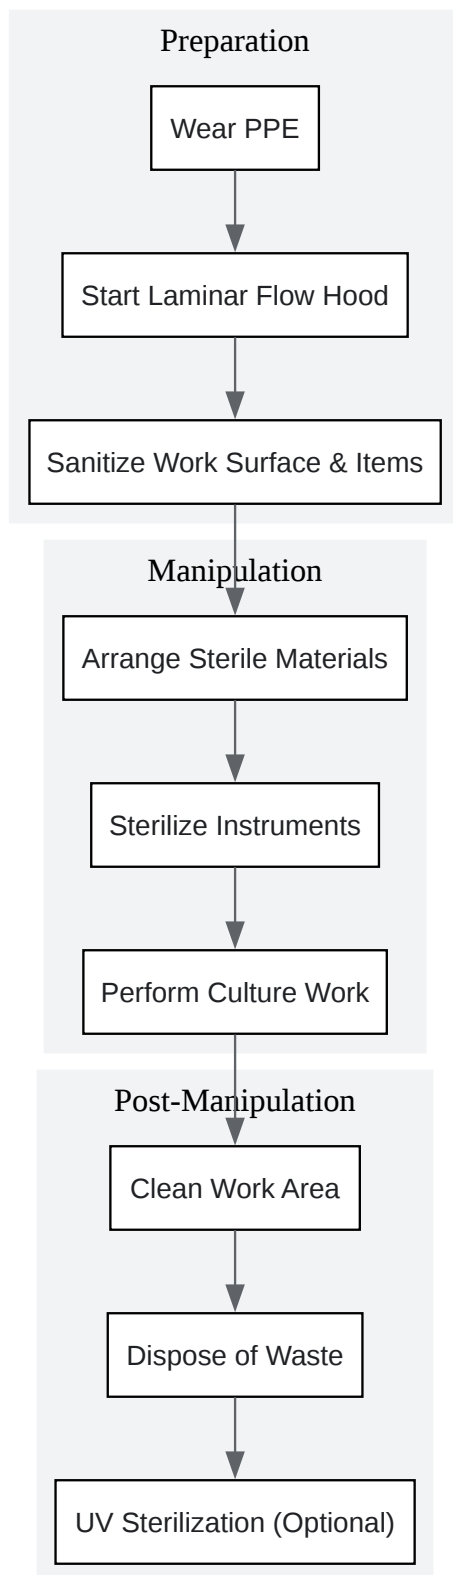 Preparation
Wear PPE
Start Laminar Flow Hood
Sanitize Work Surface & Items
Manipulation
Arrange Sterile Materials
Sterilize Instruments
Perform Culture Work
Post-Manipulation
Clean Work Area
Dispose of Waste
UV Sterilization (Optional)